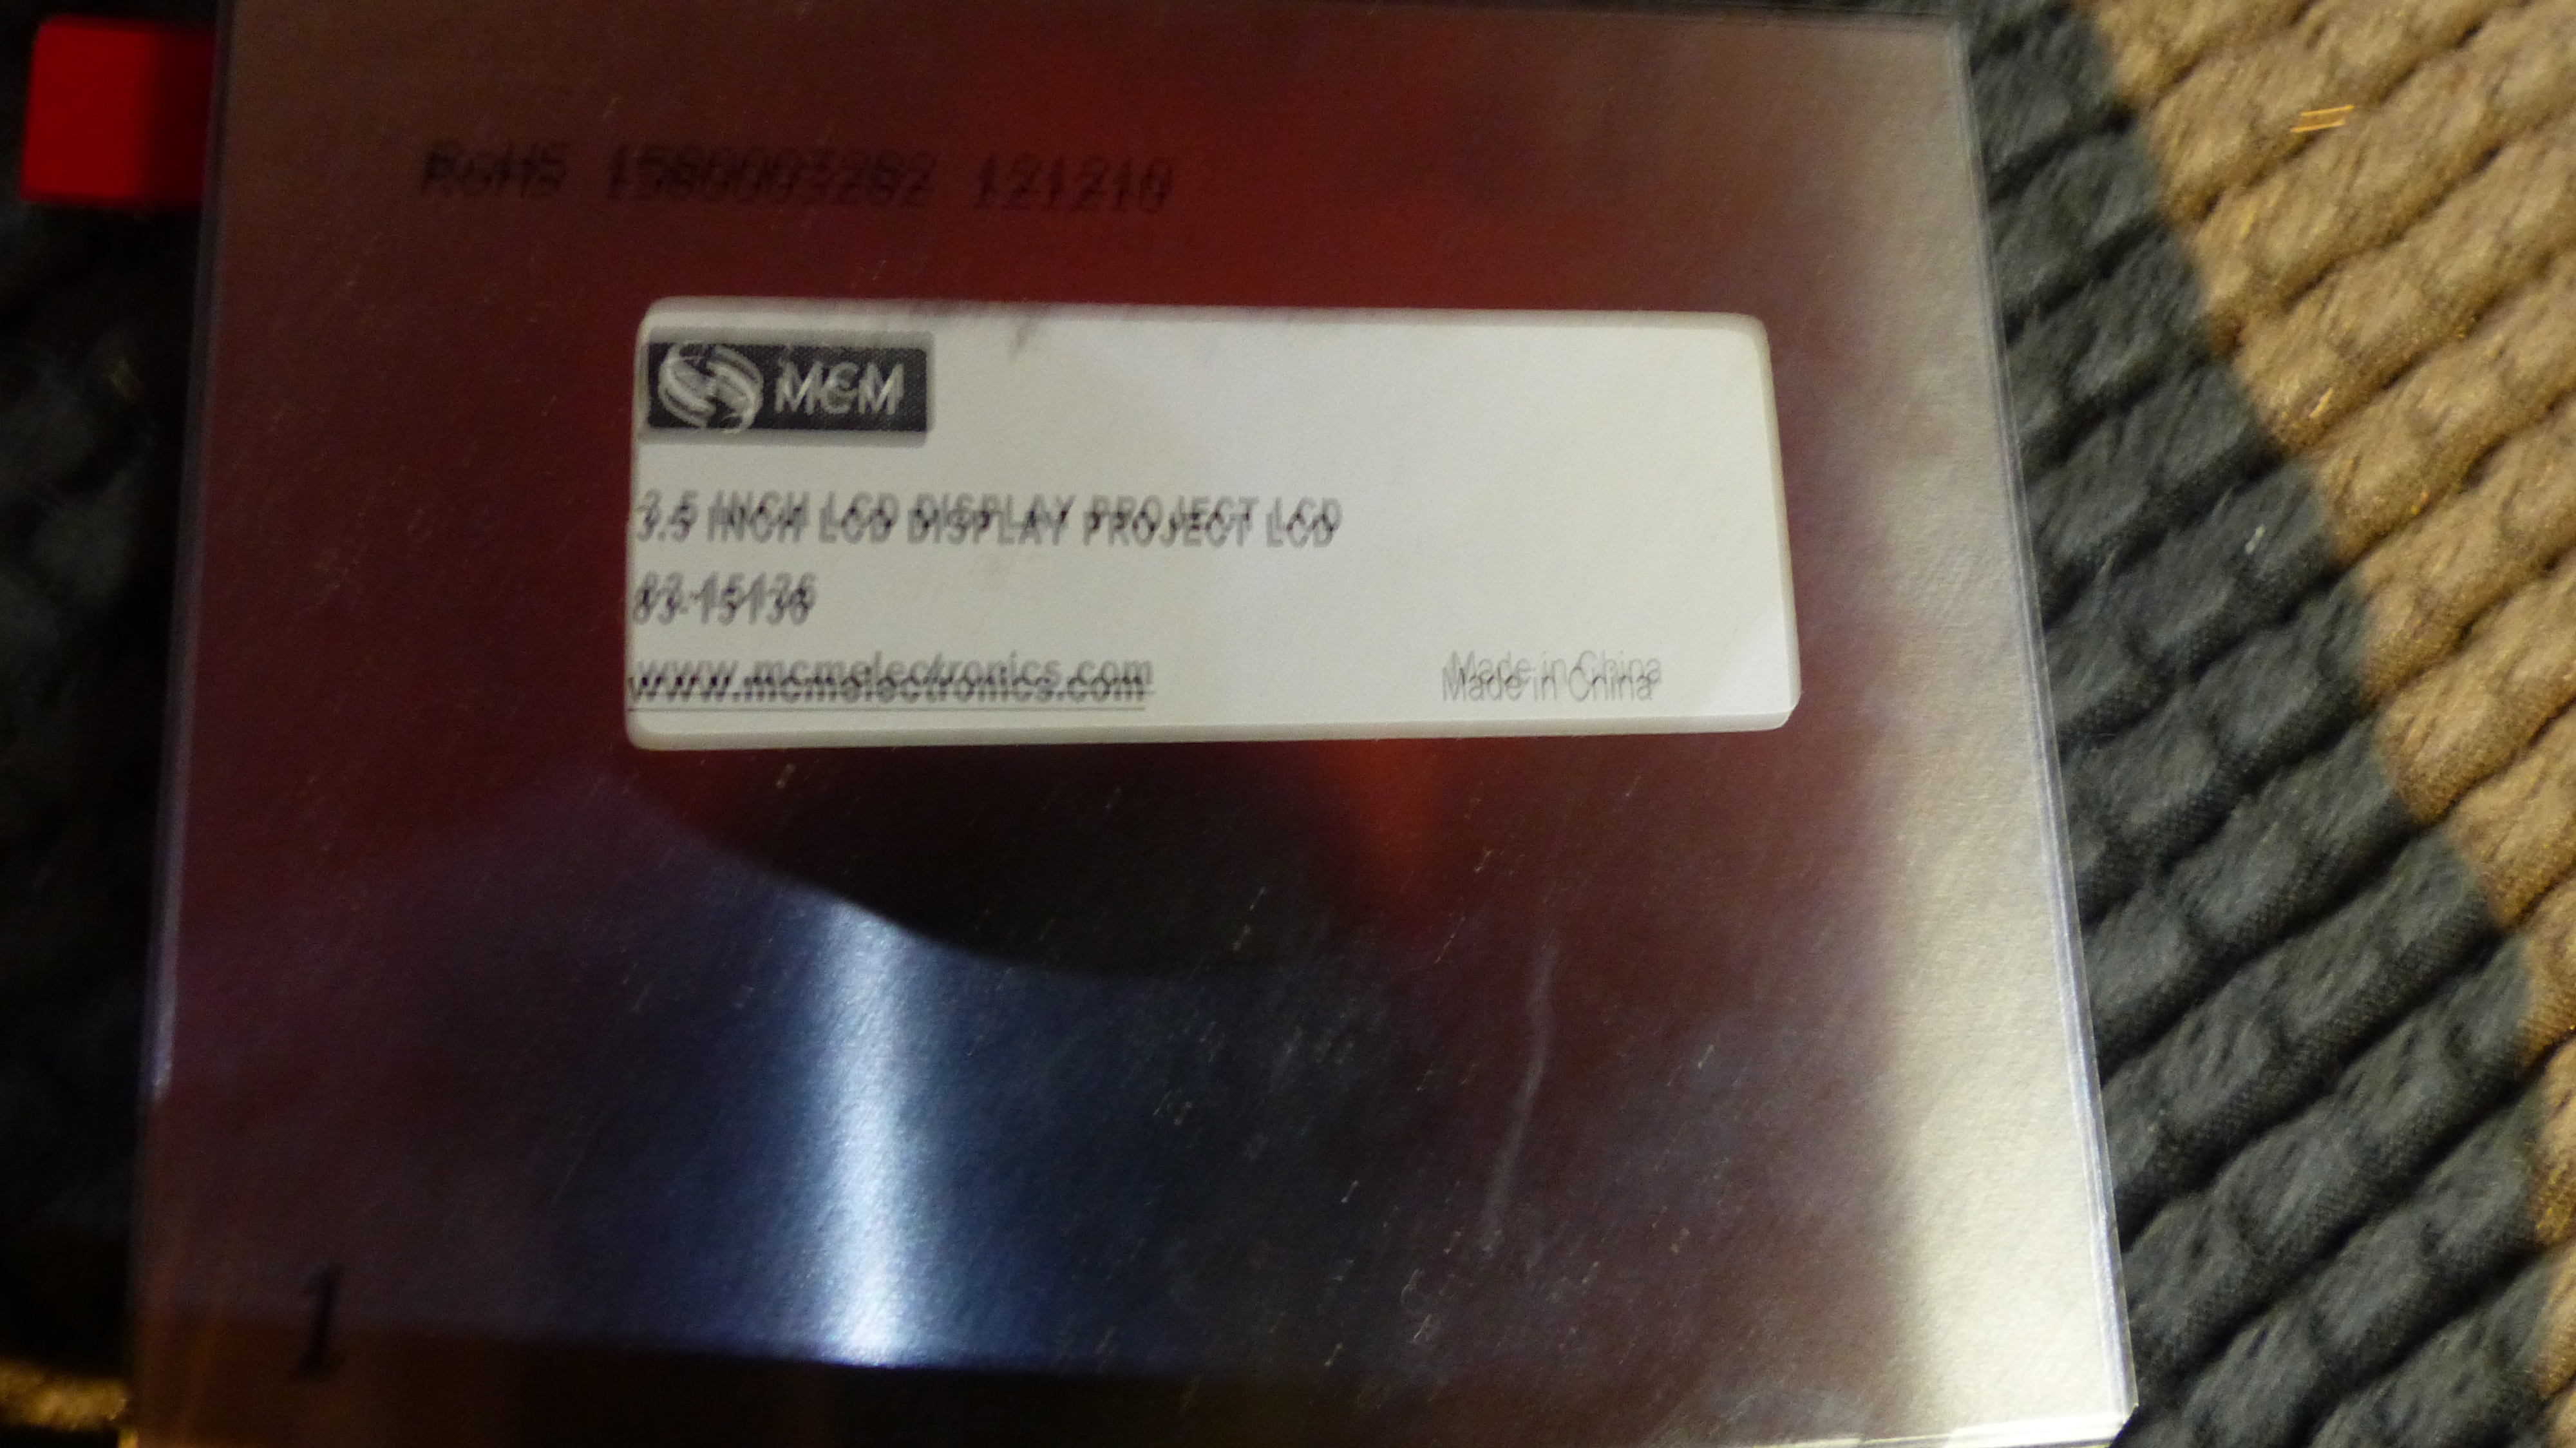 RoHS 1580003282 121210
MCM
3.5 INCH LCD DISPLAY PROJECT LCD
83-15136
www.mcmelectronics.com
Made in China
1